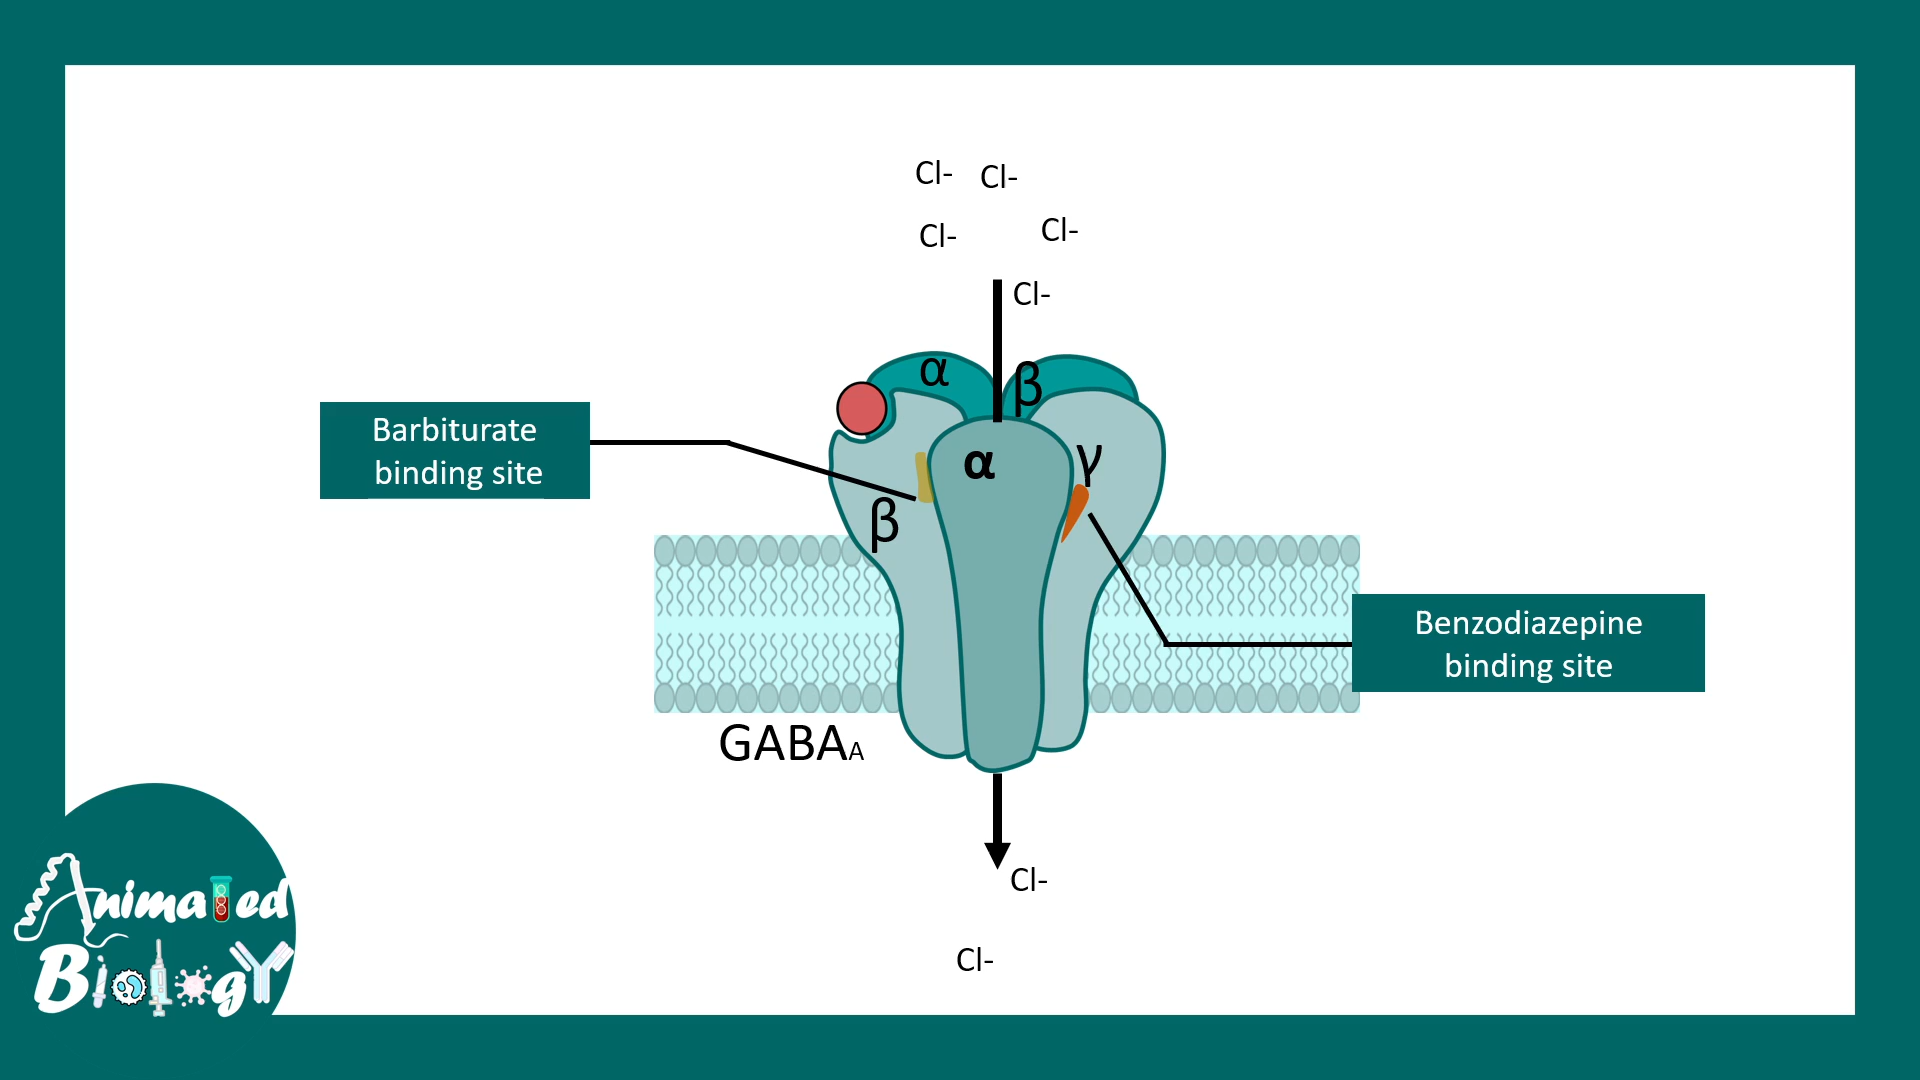 Cl- Cl-
Cl- Cl-
Cl-
α β
Barbiturate
binding site
α γ
β
Benzodiazepine
binding site
GABAA
Cl-
Cl-
Animated
Biology